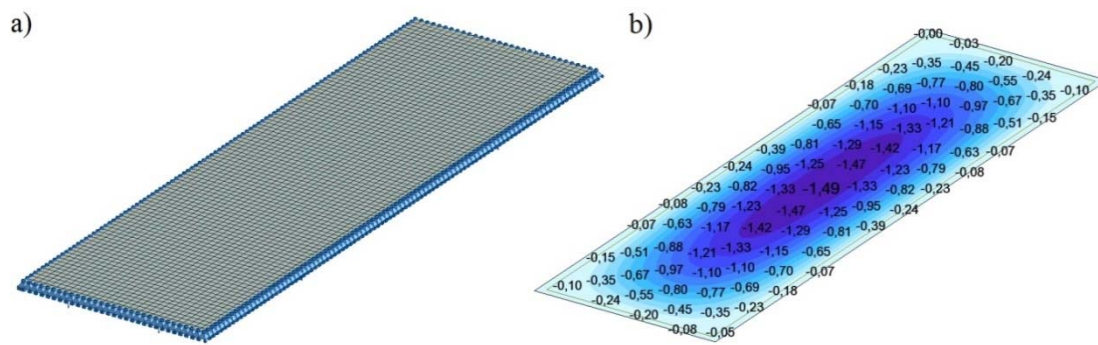 a)
b)
-0,00
-0,03
-0,23 -0,35 -0,45 -0,20
-0,18 -0,69 -0,77 -0,80 -0,55 -0,24
-0,07 -0,70 -1,10 -1,10 -0,97 -0,67 -0,35 -0,10
-0,65 -1,15 -1,33 -1,21 -0,88 -0,51 -0,15
-0,39 -0,81 -1,29 -1,42 -1,17 -0,63 -0,07
-0,24 -0,95 -1,25 -1,47 -1,23 -0,79 -0,08
-0,23 -0,82 -1,33 -1,49 -1,33 -0,82 -0,23
-0,08 -0,79 -1,23 -1,47 -1,25 -0,95 -0,24
-0,07 -0,63 -1,17 -1,42 -1,29 -0,81 -0,39
-0,15 -0,51 -0,88 -1,21 -1,33 -1,15 -0,65
-0,10 -0,35 -0,67 -0,97 -1,10 -1,10 -0,70 -0,07
-0,24 -0,55 -0,80 -0,77 -0,69 -0,18
-0,20 -0,45 -0,35 -0,23
-0,08 -0,05